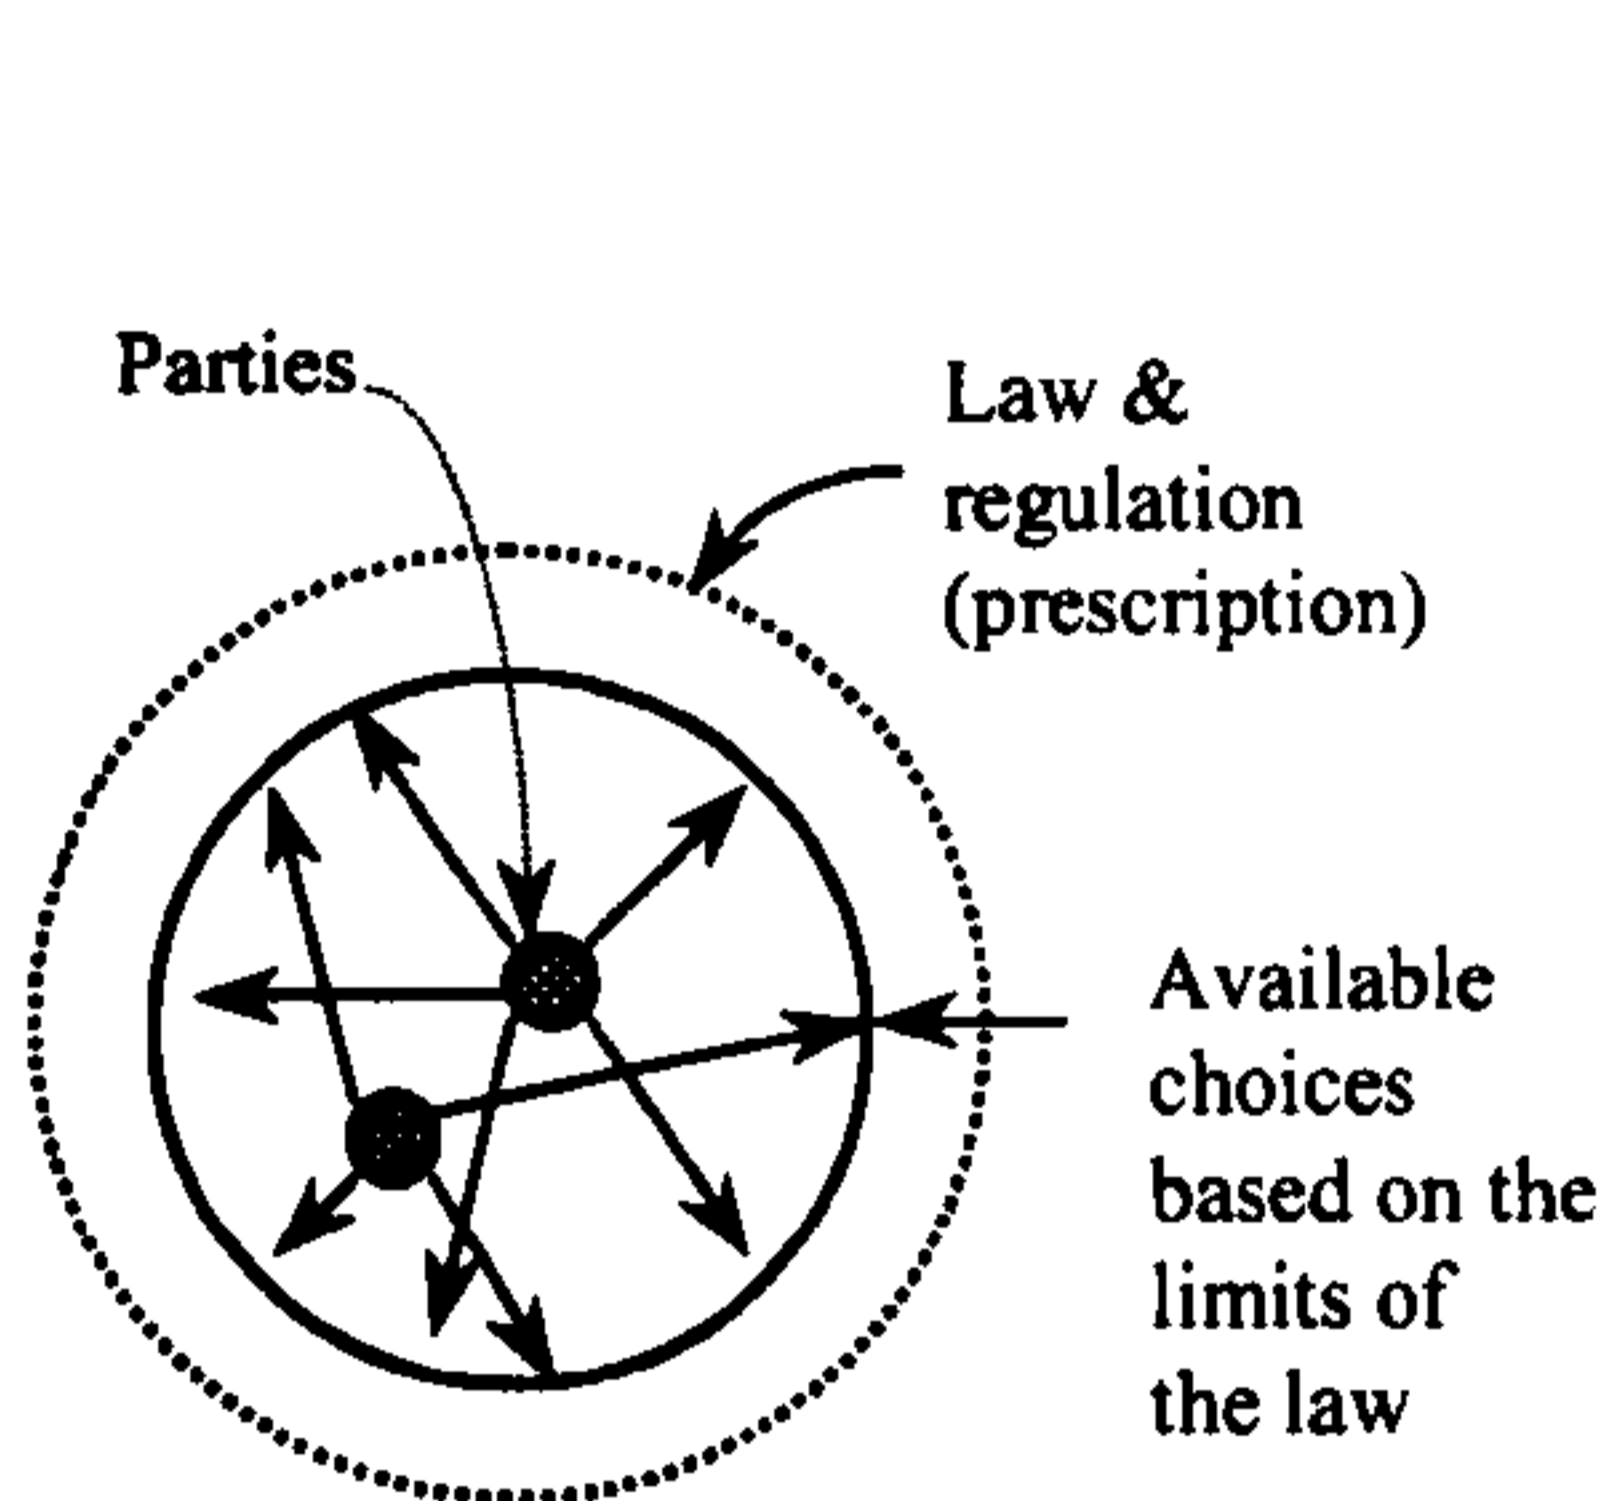 Parties
Law &
regulation
(prescription)
Available
choices
based on the
limits of
the law